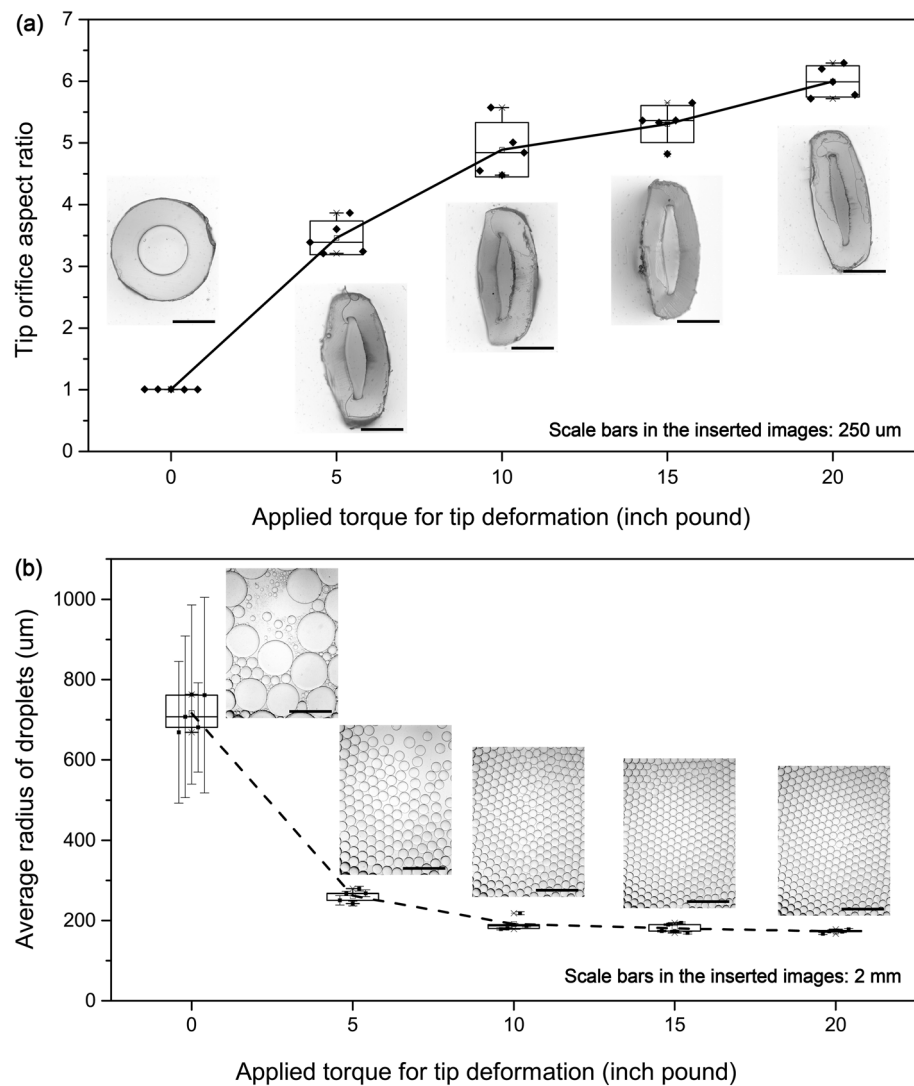 (a)
7
6
5
4
3
2
1
0
Tip orifice aspect ratio
Scale bars in the inserted images: 250 um
0 5 10 15 20
Applied torque for tip deformation (inch pound)
(b)
1000
800
600
400
200
0
Average radius of droplets (um)
Scale bars in the inserted images: 2 mm
0 5 10 15 20
Applied torque for tip deformation (inch pound)